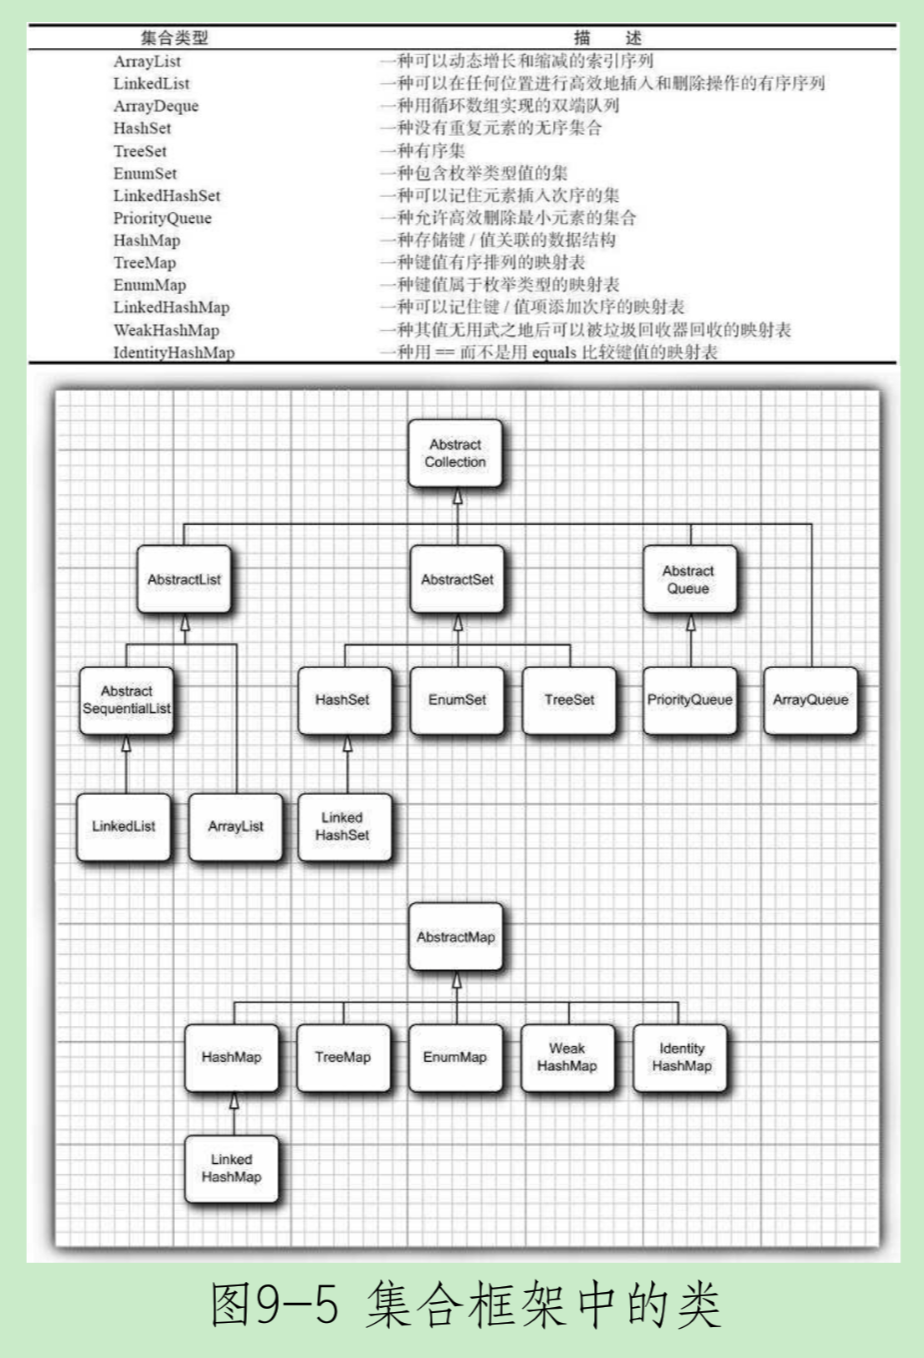 集合类型 描 述
ArrayList 一种可以动态增长和缩减的索引序列
LinkedList 一种可以在任何位置进行高效地插入和删除操作的有序序列
ArrayDeque 一种用循环数组实现的双端队列
HashSet 一种没有重复元素的无序集合
TreeSet 一种有序集
EnumSet 一种包含枚举类型值的集
LinkedHashSet 一种可以记住元素插入次序的集
PriorityQueue 一种允许高效删除最小元素的集合
HashMap 一种存储键 / 值关联的数据结构
TreeMap 一种键值有序排列的映射表
EnumMap 一种键值属于枚举类型的映射表
LinkedHashMap 一种可以记住键 / 值项添加次序的映射表
WeakHashMap 一种其值无用武之地后可以被垃圾回收器回收的映射表
IdentityHashMap 一种用 == 而不是用 equals 比较键值的映射表
Abstract
Collection
AbstractList
AbstractSet
Abstract
Queue
Abstract
SequentialList
HashSet
EnumSet
TreeSet
PriorityQueue
ArrayQueue
LinkedList
ArrayList
Linked
HashSet
AbstractMap
HashMap
TreeMap
EnumMap
Weak
HashMap
Identity
HashMap
Linked
HashMap
图9-5 集合框架中的类